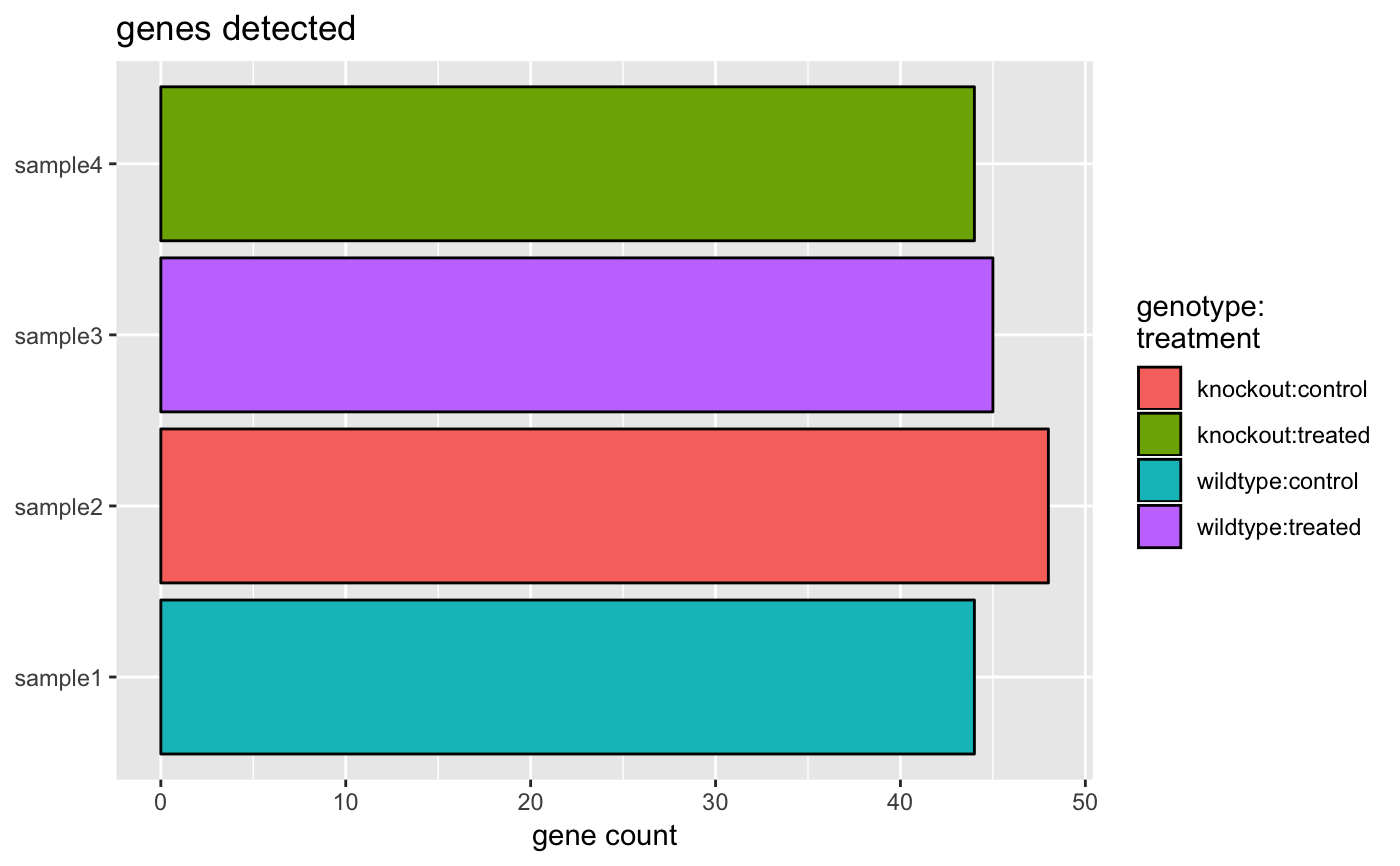 genes detected
sample4
sample3
sample2
sample1
0 10 20 30 40 50
gene count
genotype:
treatment
knockout:control
knockout:treated
wildtype:control
wildtype:treated